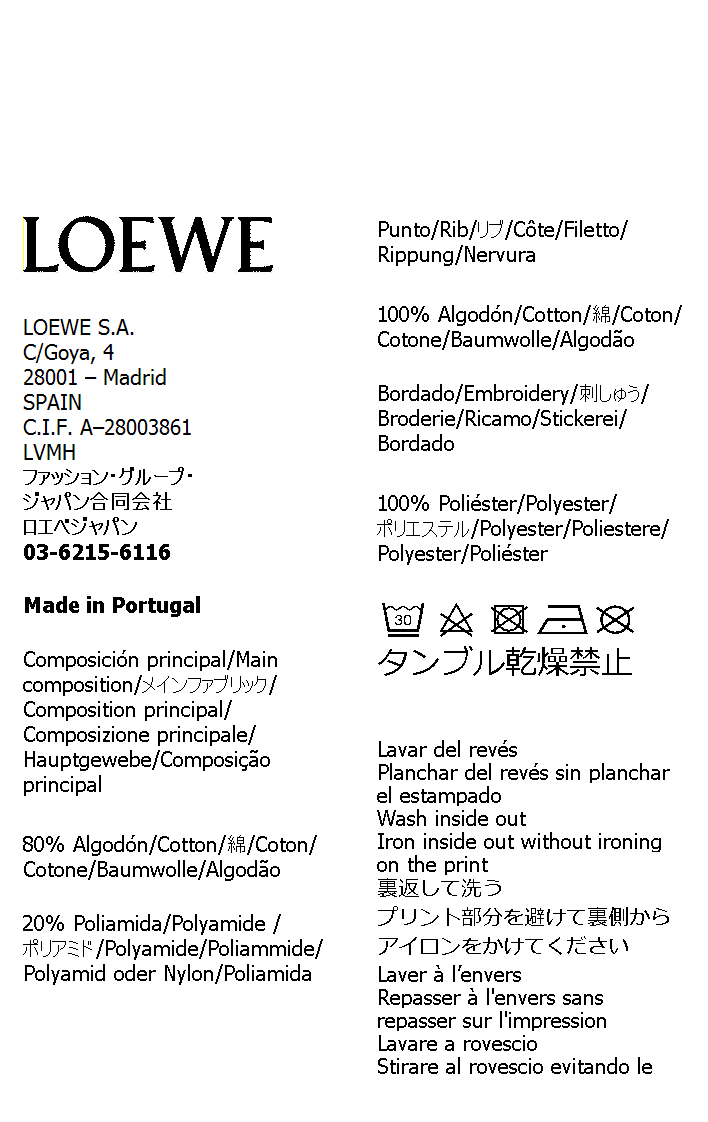 LOEWE
LOEWE S.A.
C/Goya, 4
28001 – Madrid
SPAIN
C.I.F. A–28003861
LVMH
ファッション・グループ・
ジャパン合同会社
ロエベジャパン
03-6215-6116
Made in Portugal
Composición principal/Main
composition/メインファブリック/
Composition principal/
Composizione principale/
Hauptgewebe/Composição
principal
80% Algodón/Cotton/綿/Coton/
Cotone/Baumwolle/Algodão
20% Poliamida/Polyamide /
ポリアミド/Polyamide/Poliammide/
Polyamid oder Nylon/Poliamida
Punto/Rib/リブ/Côte/Filetto/
Rippung/Nervura
100% Algodón/Cotton/綿/Coton/
Cotone/Baumwolle/Algodão
Bordado/Embroidery/刺しゅう/
Broderie/Ricamo/Stickerei/
Bordado
100% Poliéster/Polyester/
ポリエステル/Polyester/Poliestere/
Polyester/Poliéster
30
タンブル乾燥禁止
Lavar del revés
Planchar del revés sin planchar
el estampado
Wash inside out
Iron inside out without ironing
on the print
裏返して洗う
プリント部分を避けて裏側から
アイロンをかけてください
Laver à l’envers
Repasser à l'envers sans
repasser sur l'impression
Lavare a rovescio
Stirare al rovescio evitando le